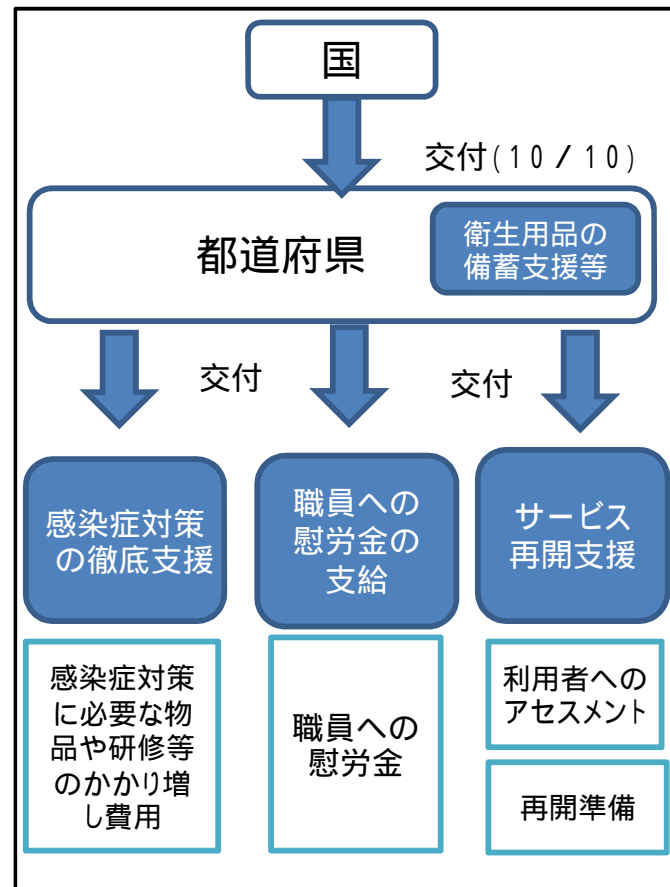 国
交付(10/10)
都道府県
衛生用品の
備蓄支援等
交付
交付
感染症対策
の徹底支援
職員への
慰労金の
支給
サービス
再開支援
感染症対策
に必要な物
品や研修等
のかかり増
し費用
職員への
慰労金
利用者への
アセスメント
再開準備